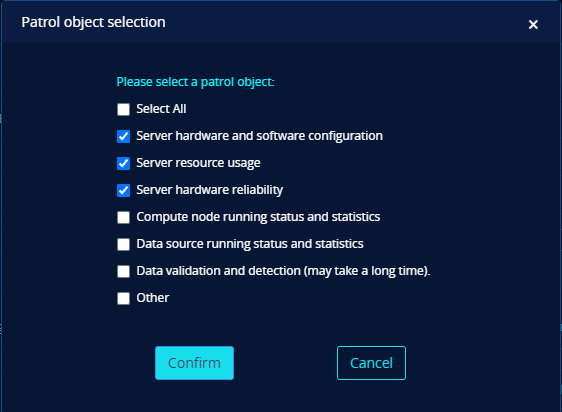 Patrol object selection
Please select a patrol object:
Select All
Server hardware and software configuration
Server resource usage
Server hardware reliability
Compute node running status and statistics
Data source running status and statistics
Data validation and detection (may take a long time).
Other
Confirm Cancel